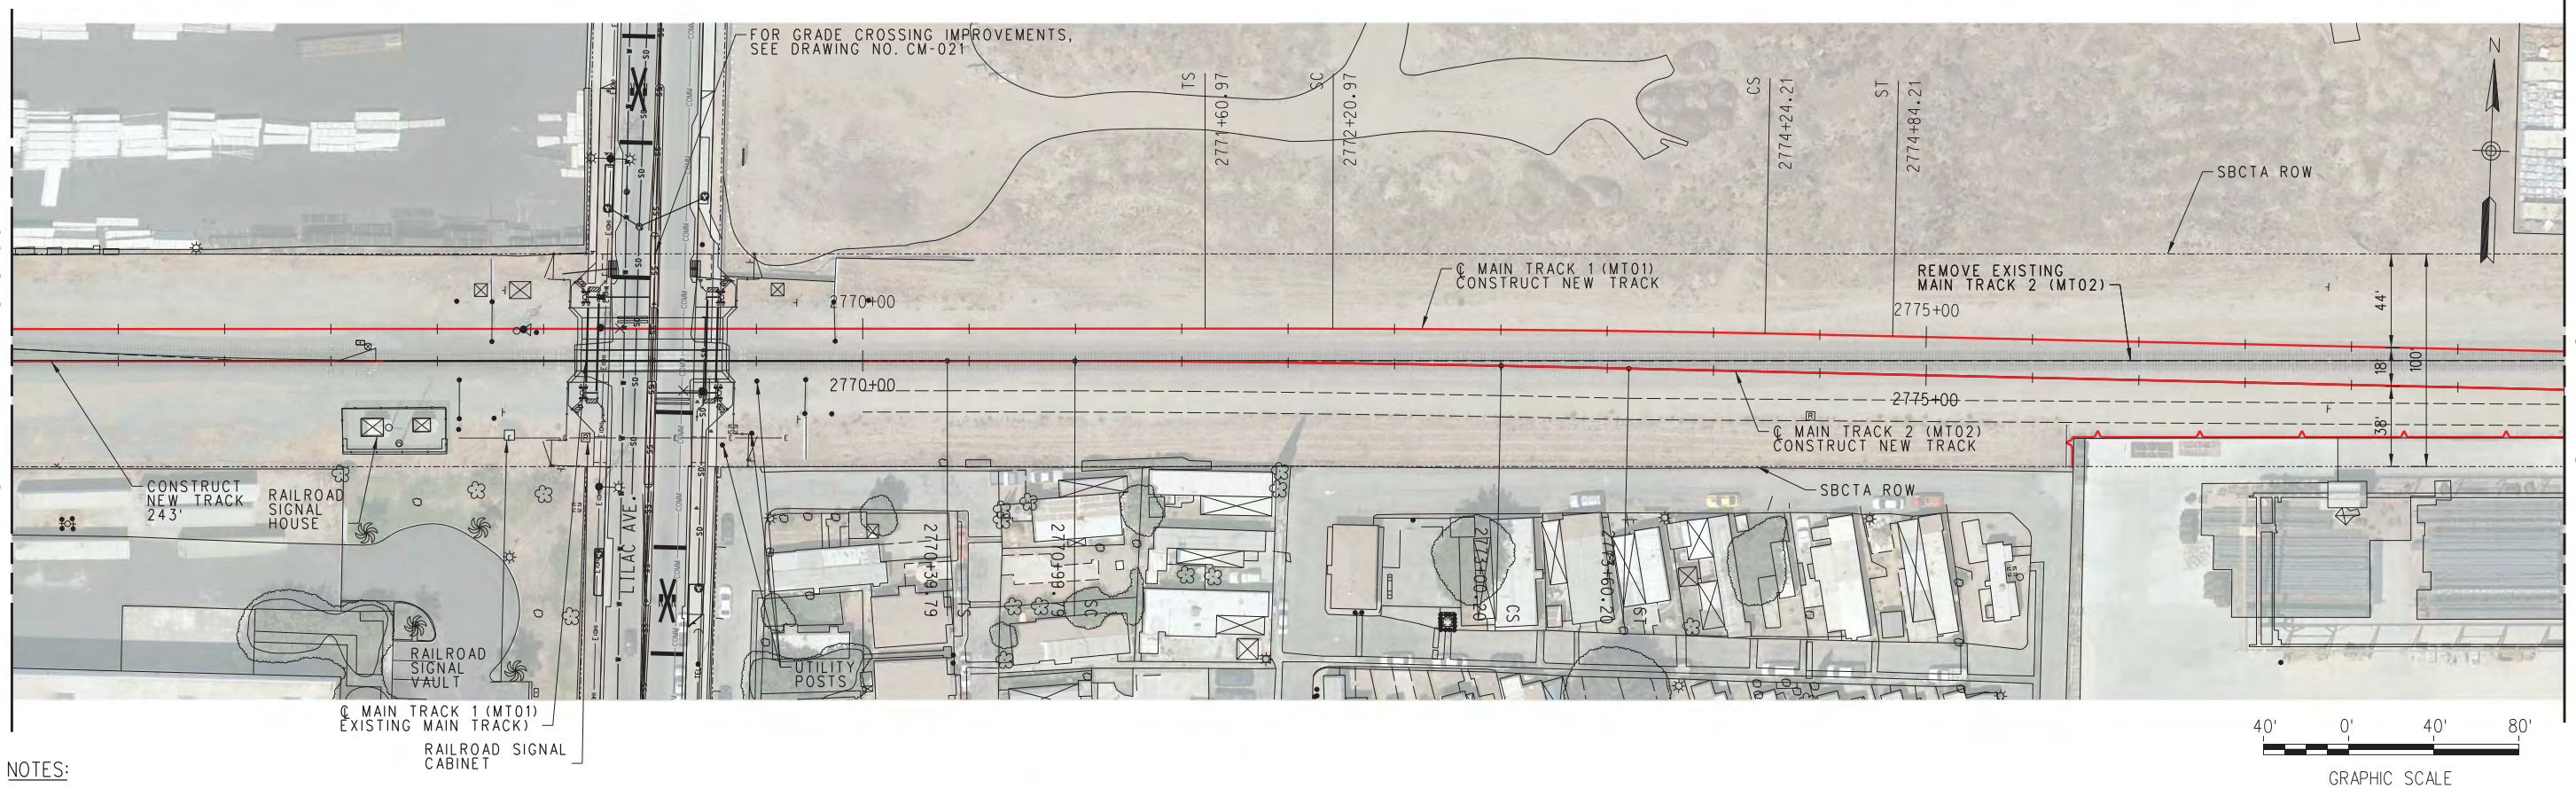 FOR GRADE CROSSING IMPROVEMENTS,
SEE DRAWING NO. CM-021
TS
2771+60.97
SC
2772+20.97
CS
2774+24.21
ST
2774+84.21
N
SBCTA ROW
℄ MAIN TRACK 1 (MT01)
CONSTRUCT NEW TRACK
REMOVE EXISTING
MAIN TRACK 2 (MT02)
2770+00
2775+00
44'
18'
100'
38'
2770+00
2775+00
℄ MAIN TRACK 2 (MT02)
CONSTRUCT NEW TRACK
SBCTA ROW
CONSTRUCT
NEW TRACK
243'
RAILROAD
SIGNAL
HOUSE
LILAC AVE.
2770+39.79
2770+99.79
SC
2773+00.20
CS
2773+60.20
ST
RAILROAD
SIGNAL
VAULT
UTILITY
POSTS
℄ MAIN TRACK 1 (MT01)
EXISTING MAIN TRACK)
RAILROAD SIGNAL
CABINET
NOTES:
40' 0' 40' 80'
GRAPHIC SCALE